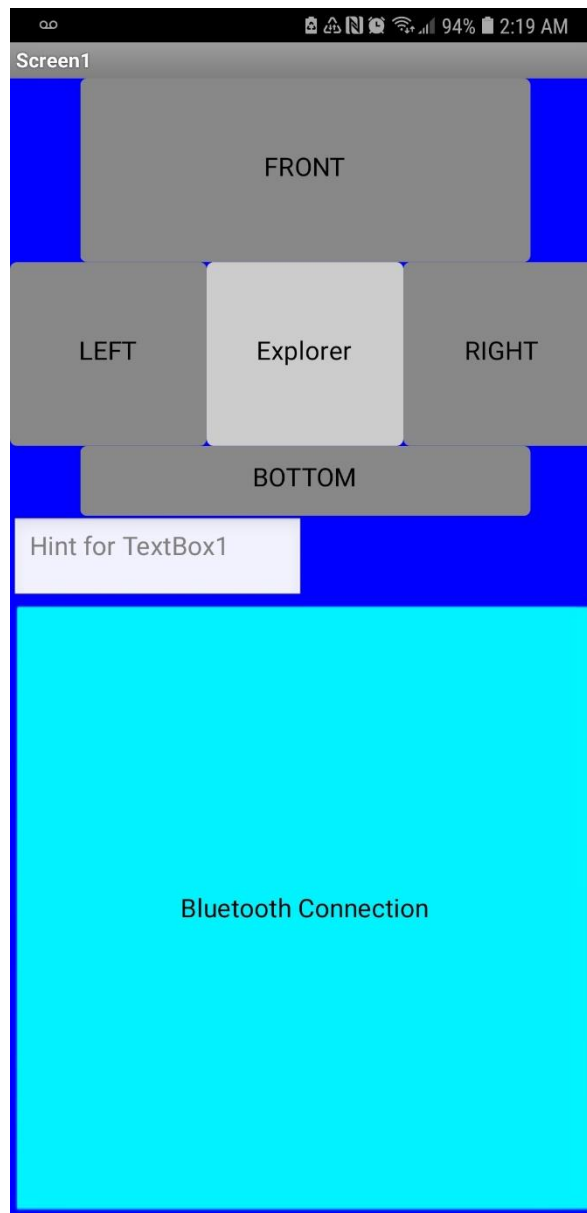 94% 2:19 AM
Screen1
FRONT
LEFT Explorer RIGHT
BOTTOM
Hint for TextBox1
Bluetooth Connection